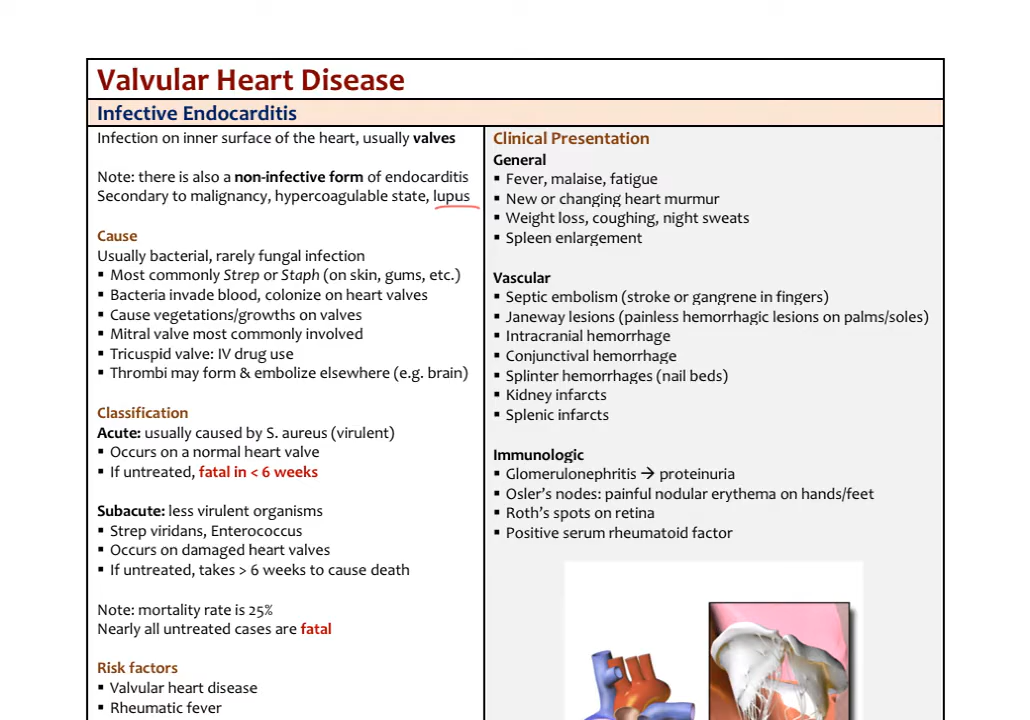 Valvular Heart Disease
Infective Endocarditis
Infection on inner surface of the heart, usually valves
Note: there is also a non-infective form of endocarditis
Secondary to malignancy, hypercoagulable state, lupus
Cause
Usually bacterial, rarely fungal infection
▪ Most commonly Strep or Staph (on skin, gums, etc.)
▪ Bacteria invade blood, colonize on heart valves
▪ Cause vegetations/growths on valves
▪ Mitral valve most commonly involved
▪ Tricuspid valve: IV drug use
▪ Thrombi may form & embolize elsewhere (e.g. brain)
Classification
Acute: usually caused by S. aureus (virulent)
▪ Occurs on a normal heart valve
▪ If untreated, fatal in < 6 weeks
Subacute: less virulent organisms
▪ Strep viridans, Enterococcus
▪ Occurs on damaged heart valves
▪ If untreated, takes > 6 weeks to cause death
Note: mortality rate is 25%
Nearly all untreated cases are fatal
Risk factors
▪ Valvular heart disease
▪ Rheumatic fever
Clinical Presentation
General
▪ Fever, malaise, fatigue
▪ New or changing heart murmur
▪ Weight loss, coughing, night sweats
▪ Spleen enlargement
Vascular
▪ Septic embolism (stroke or gangrene in fingers)
▪ Janeway lesions (painless hemorrhagic lesions on palms/soles)
▪ Intracranial hemorrhage
▪ Conjunctival hemorrhage
▪ Splinter hemorrhages (nail beds)
▪ Kidney infarcts
▪ Splenic infarcts
Immunologic
▪ Glomerulonephritis → proteinuria
▪ Osler's nodes: painful nodular erythema on hands/feet
▪ Roth's spots on retina
▪ Positive serum rheumatoid factor